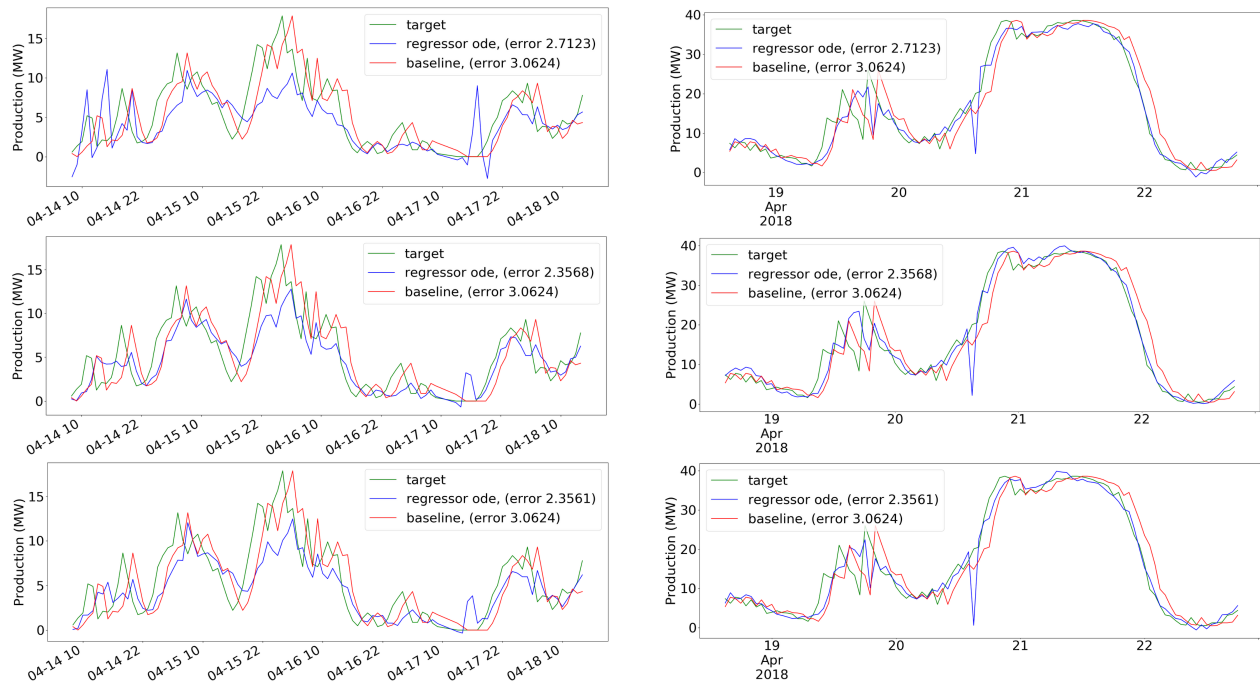 Production (MW)
15
10
5
0
target
regressor ode, (error 2.7123)
baseline, (error 3.0624)
04-14 10
04-14 22
04-15 10
04-15 22
04-16 10
04-16 22
04-17 10
04-17 22
04-18 10
Production (MW)
40
30
20
10
0
target
regressor ode, (error 2.7123)
baseline, (error 3.0624)
19
20
21
22
Apr
2018
Production (MW)
15
10
5
0
target
regressor ode, (error 2.3568)
baseline, (error 3.0624)
04-14 10
04-14 22
04-15 10
04-15 22
04-16 10
04-16 22
04-17 10
04-17 22
04-18 10
Production (MW)
40
30
20
10
0
target
regressor ode, (error 2.3568)
baseline, (error 3.0624)
19
20
21
22
Apr
2018
Production (MW)
15
10
5
0
target
regressor ode, (error 2.3561)
baseline, (error 3.0624)
04-14 10
04-14 22
04-15 10
04-15 22
04-16 10
04-16 22
04-17 10
04-17 22
04-18 10
Production (MW)
40
30
20
10
0
target
regressor ode, (error 2.3561)
baseline, (error 3.0624)
19
20
21
22
Apr
2018